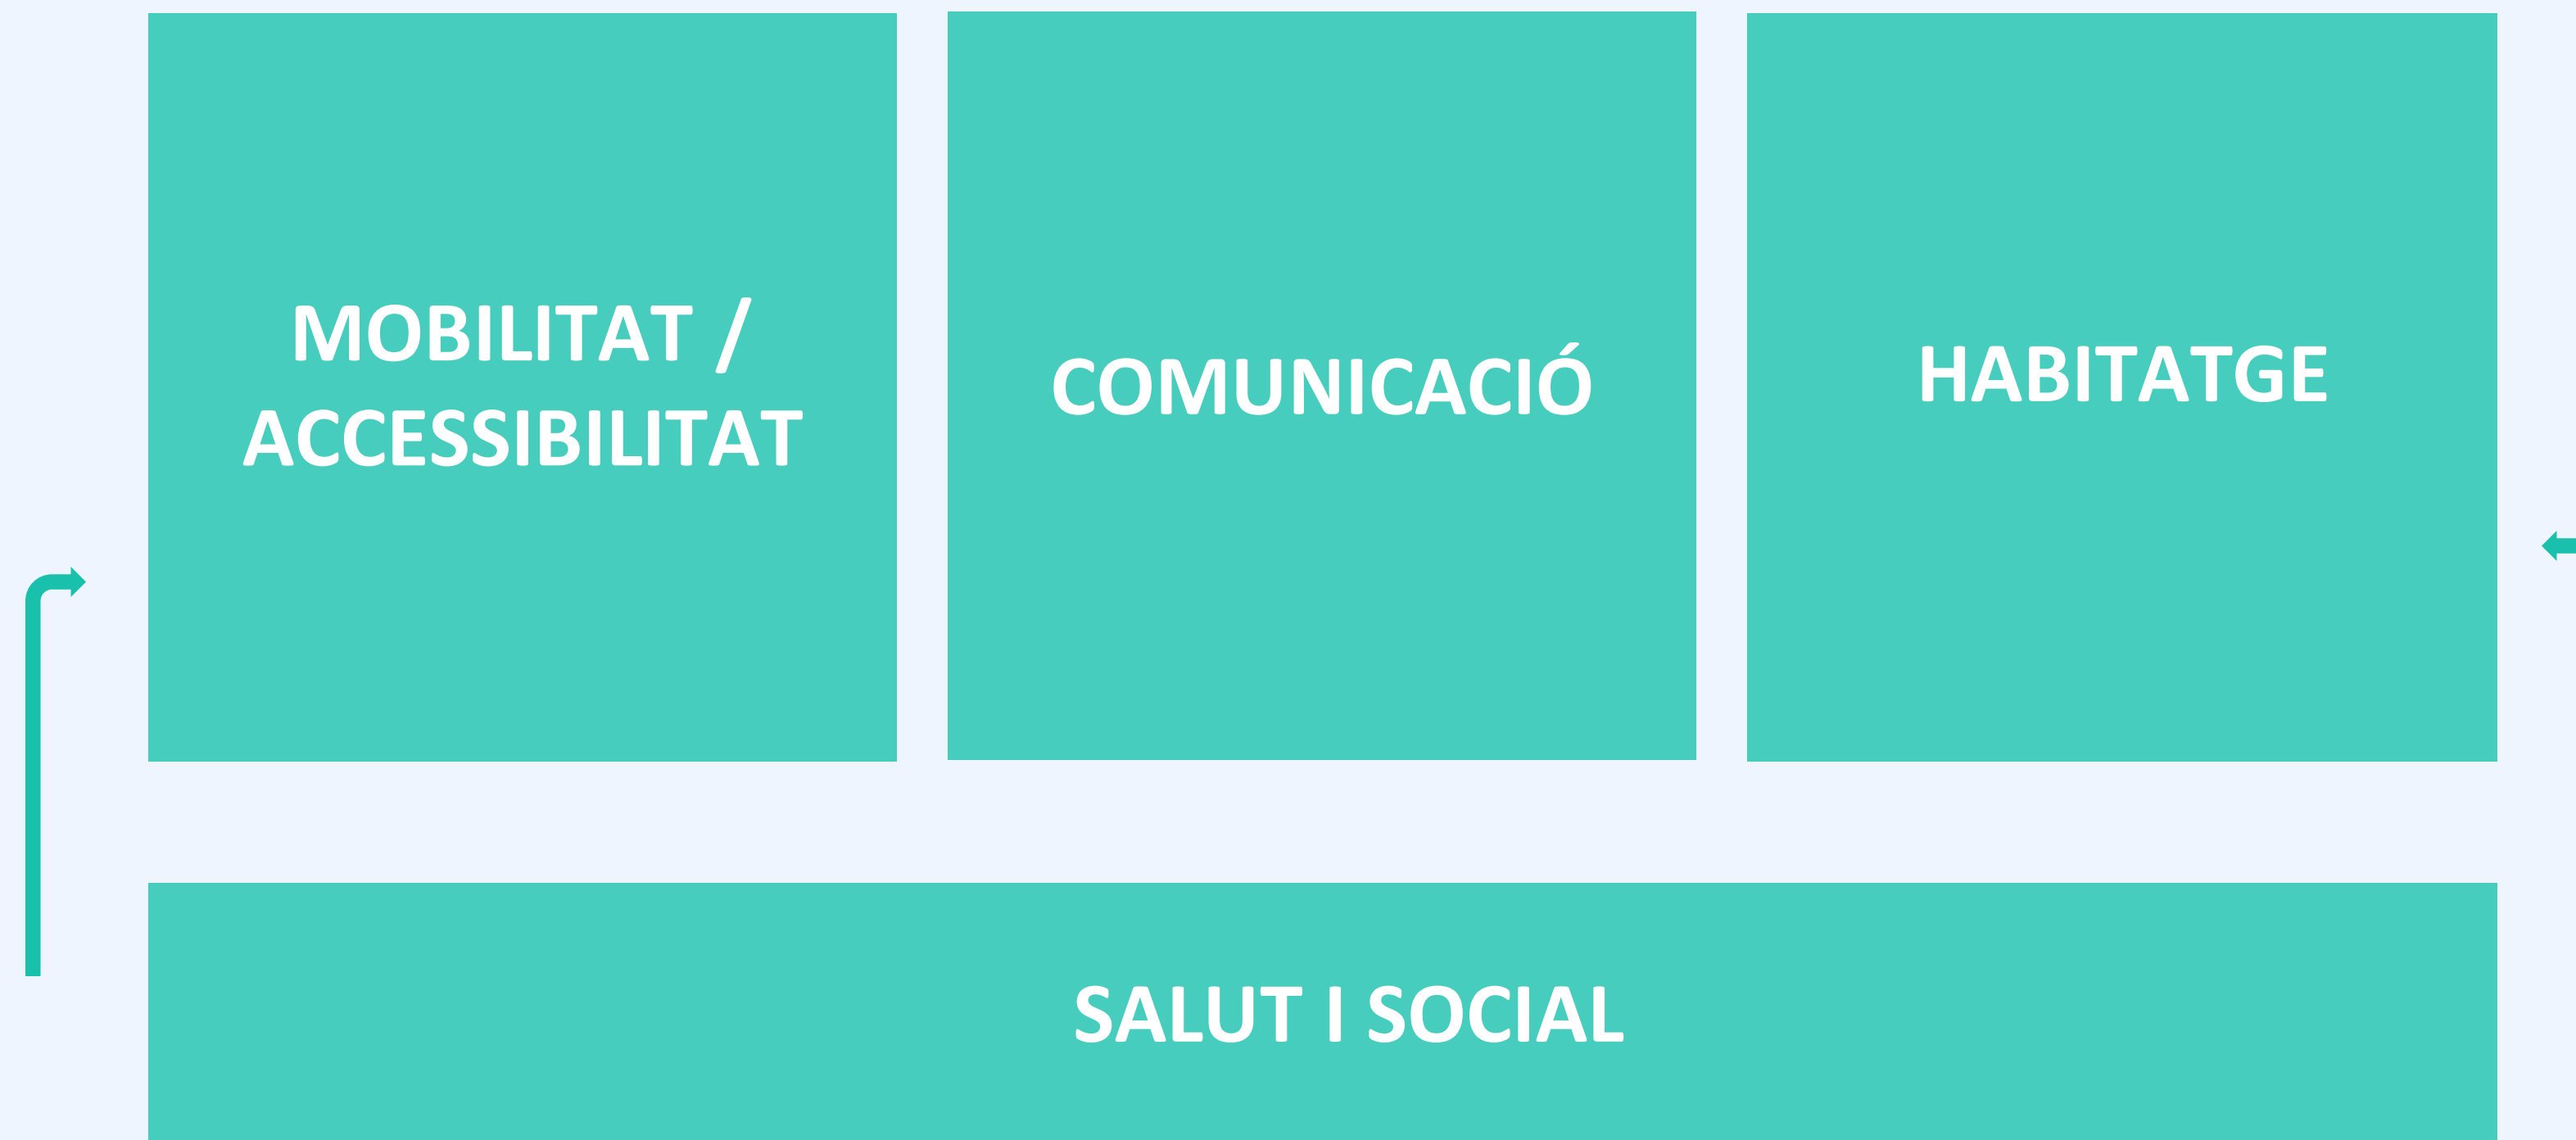 MOBILITAT /
ACCESSIBILITAT
COMUNICACIÓ
HABITATGE
SALUT I SOCIAL